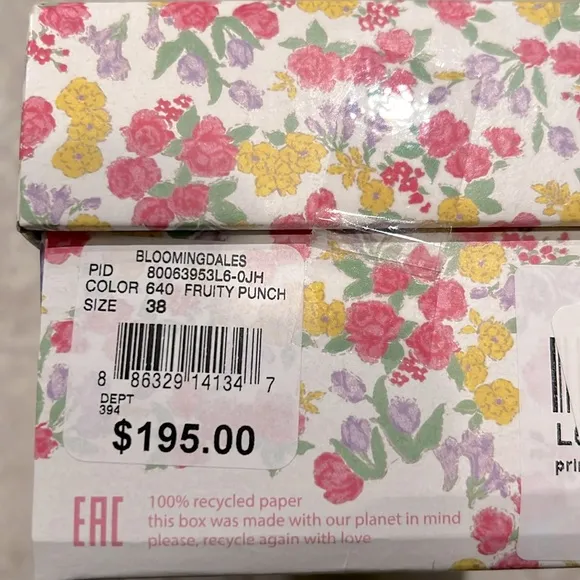 BLOOMINGDALES
PID 80063953L6-0JH
COLOR 640 FRUITY PUNCH
SIZE 38
8 86329 14134 7
DEPT
394
$195.00
EAC
100% recycled paper
this box was made with our planet in mind
please, recycle again with love